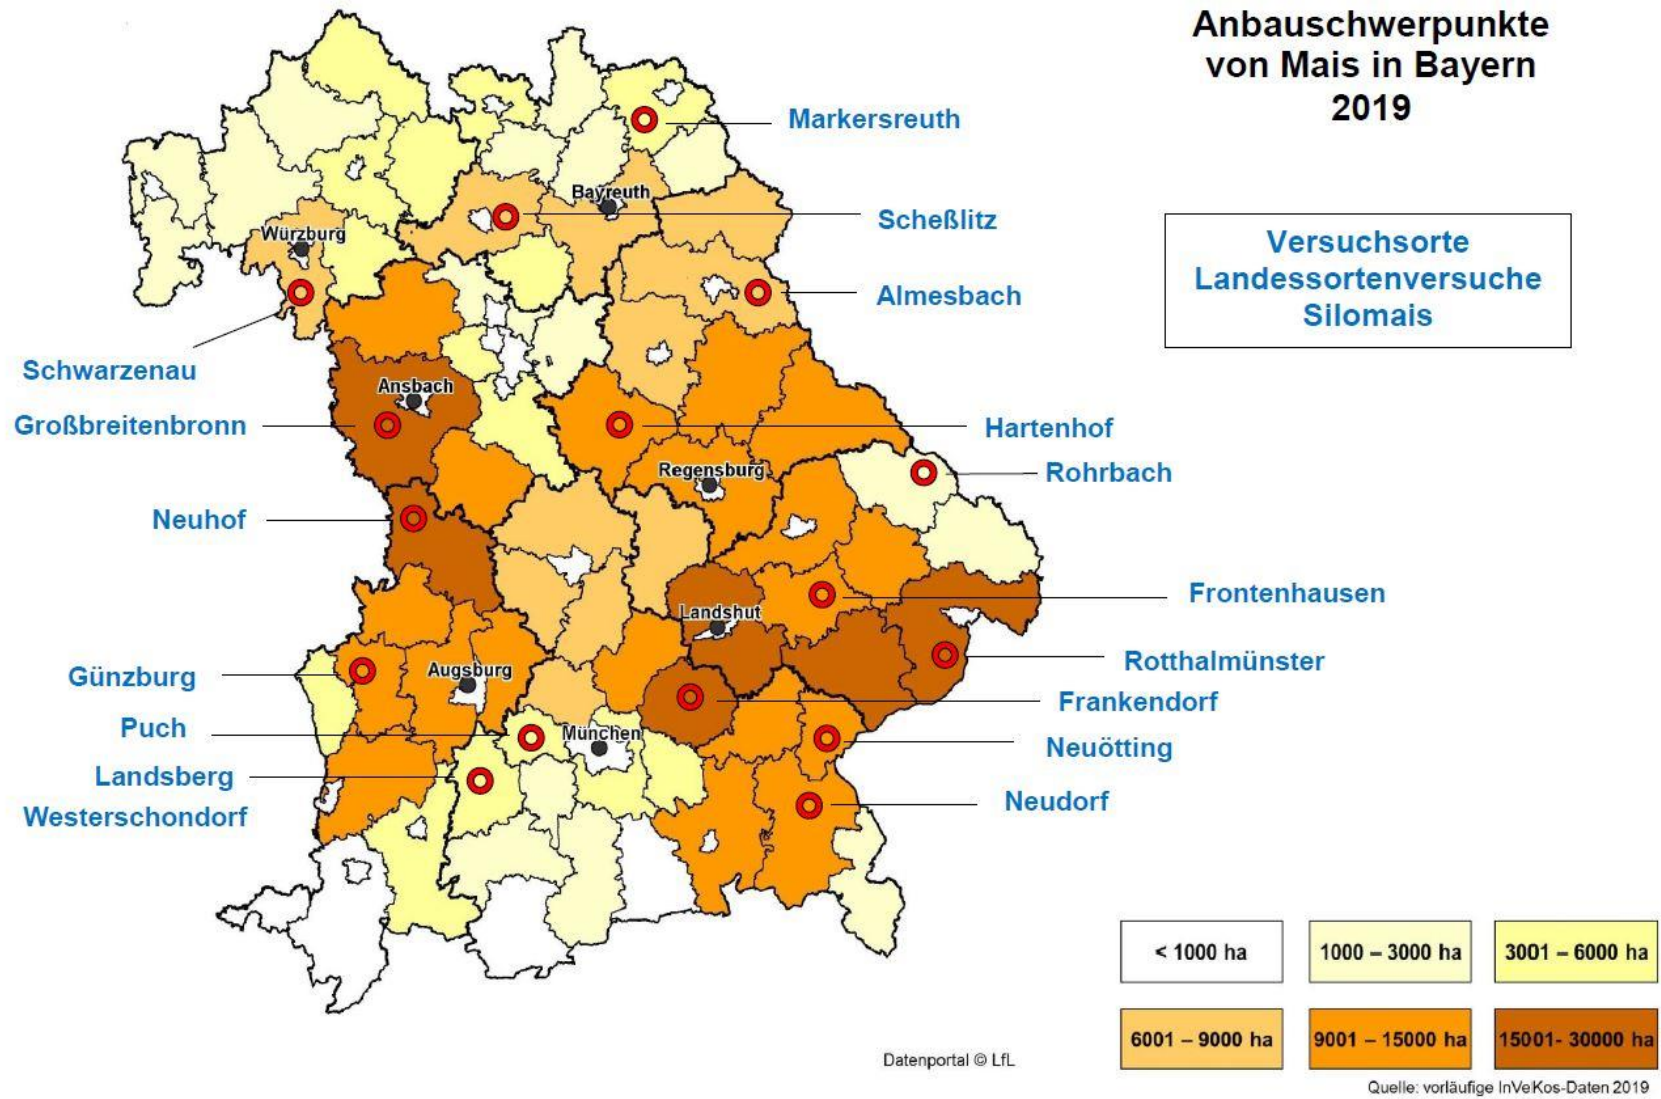 Anbauschwerpunkte
von Mais in Bayern
2019
Markersreuth
Bayreuth
Scheßlitz
Versuchsorte
Landessortenversuche
Silomais
Würzburg
Almesbach
Schwarzenau
Ansbach
Großbreitenbronn
Hartenhof
Regensburg
Rohrbach
Neuhof
Frontenhausen
Landshut
Rotthalmünster
Günzburg
Augsburg
Frankendorf
Puch
München
Neuötting
Landsberg
Westerschondorf
Neudorf
< 1000 ha
1000 – 3000 ha
3001 – 6000 ha
6001 – 9000 ha
9001 – 15000 ha
15001- 30000 ha
Datenportal © LfL
Quelle: vorläufige InVeKos-Daten 2019